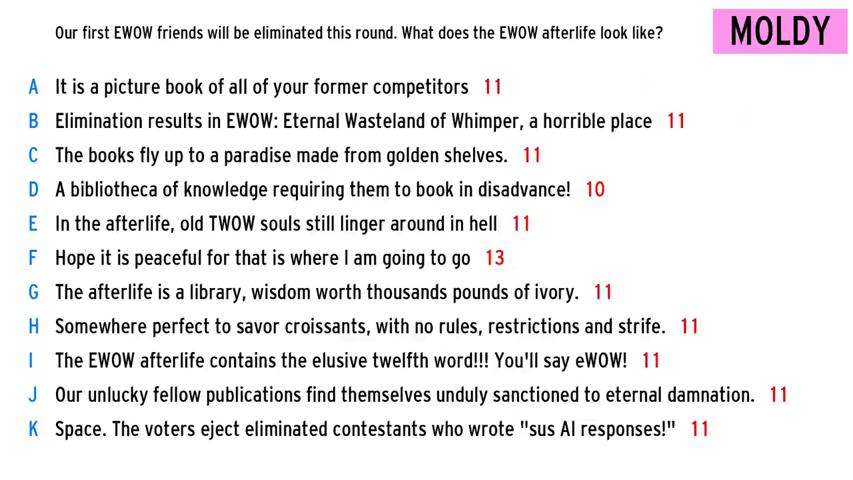 Our first EWOW friends will be eliminated this round. What does the EWOW afterlife look like?
MOLDY
A It is a picture book of all of your former competitors 11
B Elimination results in EWOW: Eternal Wasteland of Whimper, a horrible place 11
C The books fly up to a paradise made from golden shelves. 11
D A bibliotheca of knowledge requiring them to book in disadvance! 10
E In the afterlife, old TWOW souls still linger around in hell 11
F Hope it is peaceful for that is where I am going to go 13
G The afterlife is a library, wisdom worth thousands pounds of ivory. 11
H Somewhere perfect to savor croissants, with no rules, restrictions and strife. 11
I The EWOW afterlife contains the elusive twelfth word!!! You'll say eWOW! 11
J Our unlucky fellow publications find themselves unduly sanctioned to eternal damnation. 11
K Space. The voters eject eliminated contestants who wrote "sus AI responses!" 11